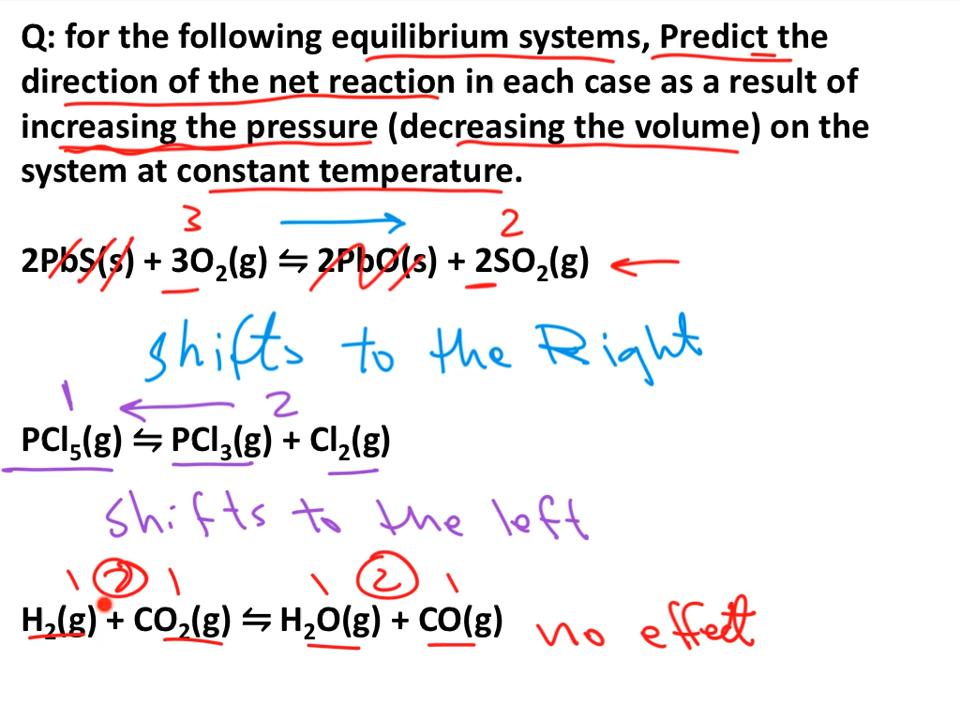 Q: for the following equilibrium systems, Predict the
direction of the net reaction in each case as a result of
increasing the pressure (decreasing the volume) on the
system at constant temperature.
3 2
2PbS(s) + 3O₂(g) ⇋ 2PbO(s) + 2SO₂(g)
shifts to the Right
1 2
PCl₅(g) ⇋ PCl₃(g) + Cl₂(g)
shifts to the left
1 2 1 1 2 1
H₂(g) + CO₂(g) ⇋ H₂O(g) + CO(g) no effect